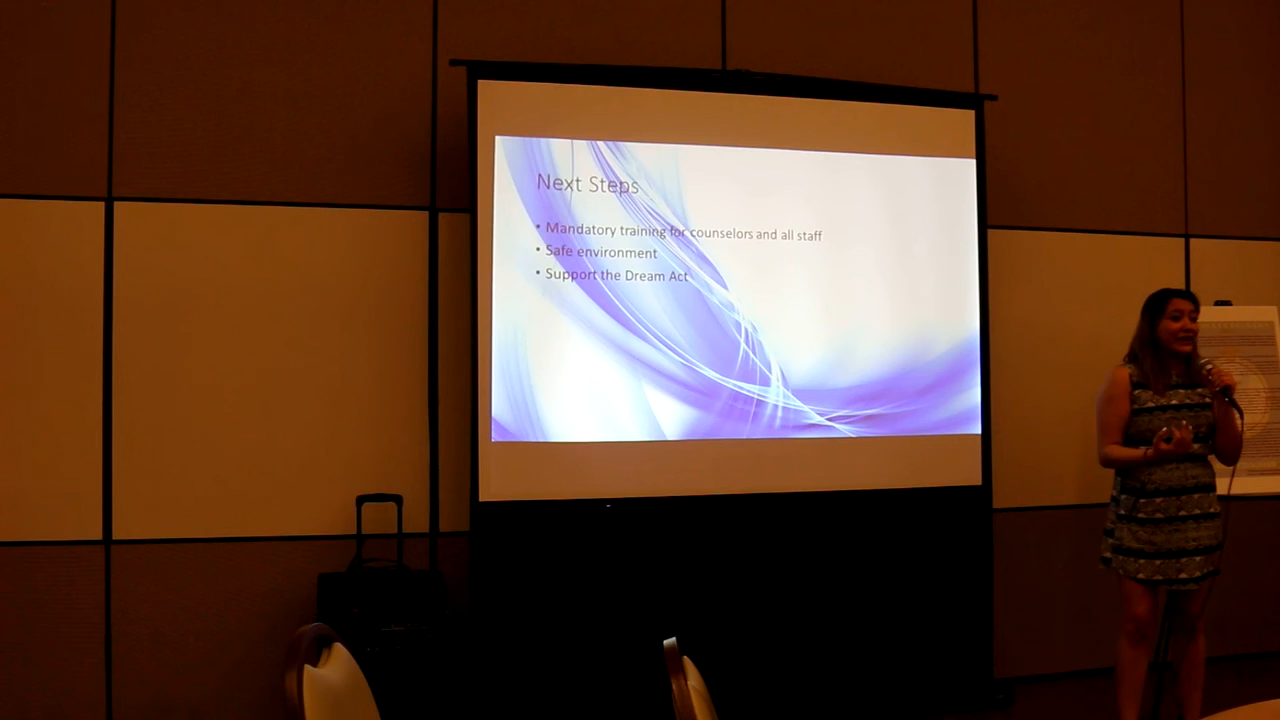 Next Steps
• Mandatory training for counselors and all staff
• Safe environment
• Support the Dream Act